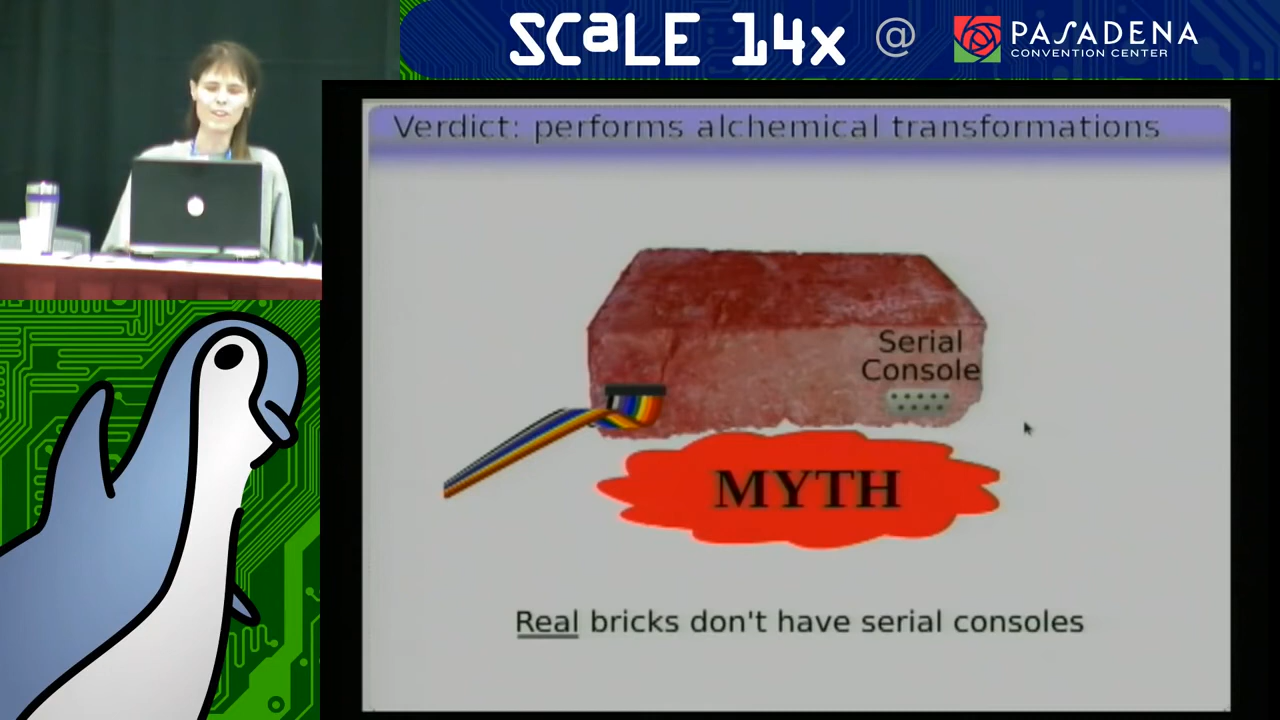 SCaLE 14x @ PASADENA
CONVENTION CENTER
Verdict: performs alchemical transformations
Serial
Console
MYTH
Real bricks don't have serial consoles